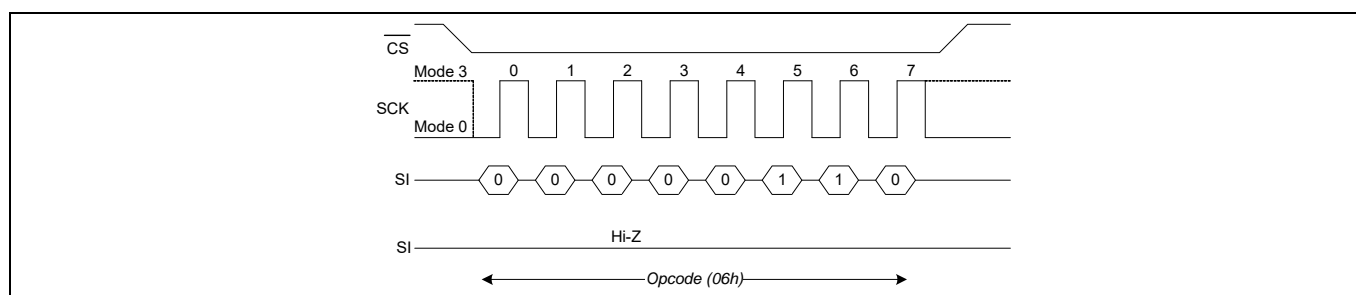 CS
Mode 3 0 1 2 3 4 5 6 7
SCK
Mode 0
SI 0 0 0 0 0 1 1 0
Hi-Z
SI
Opcode (06h)